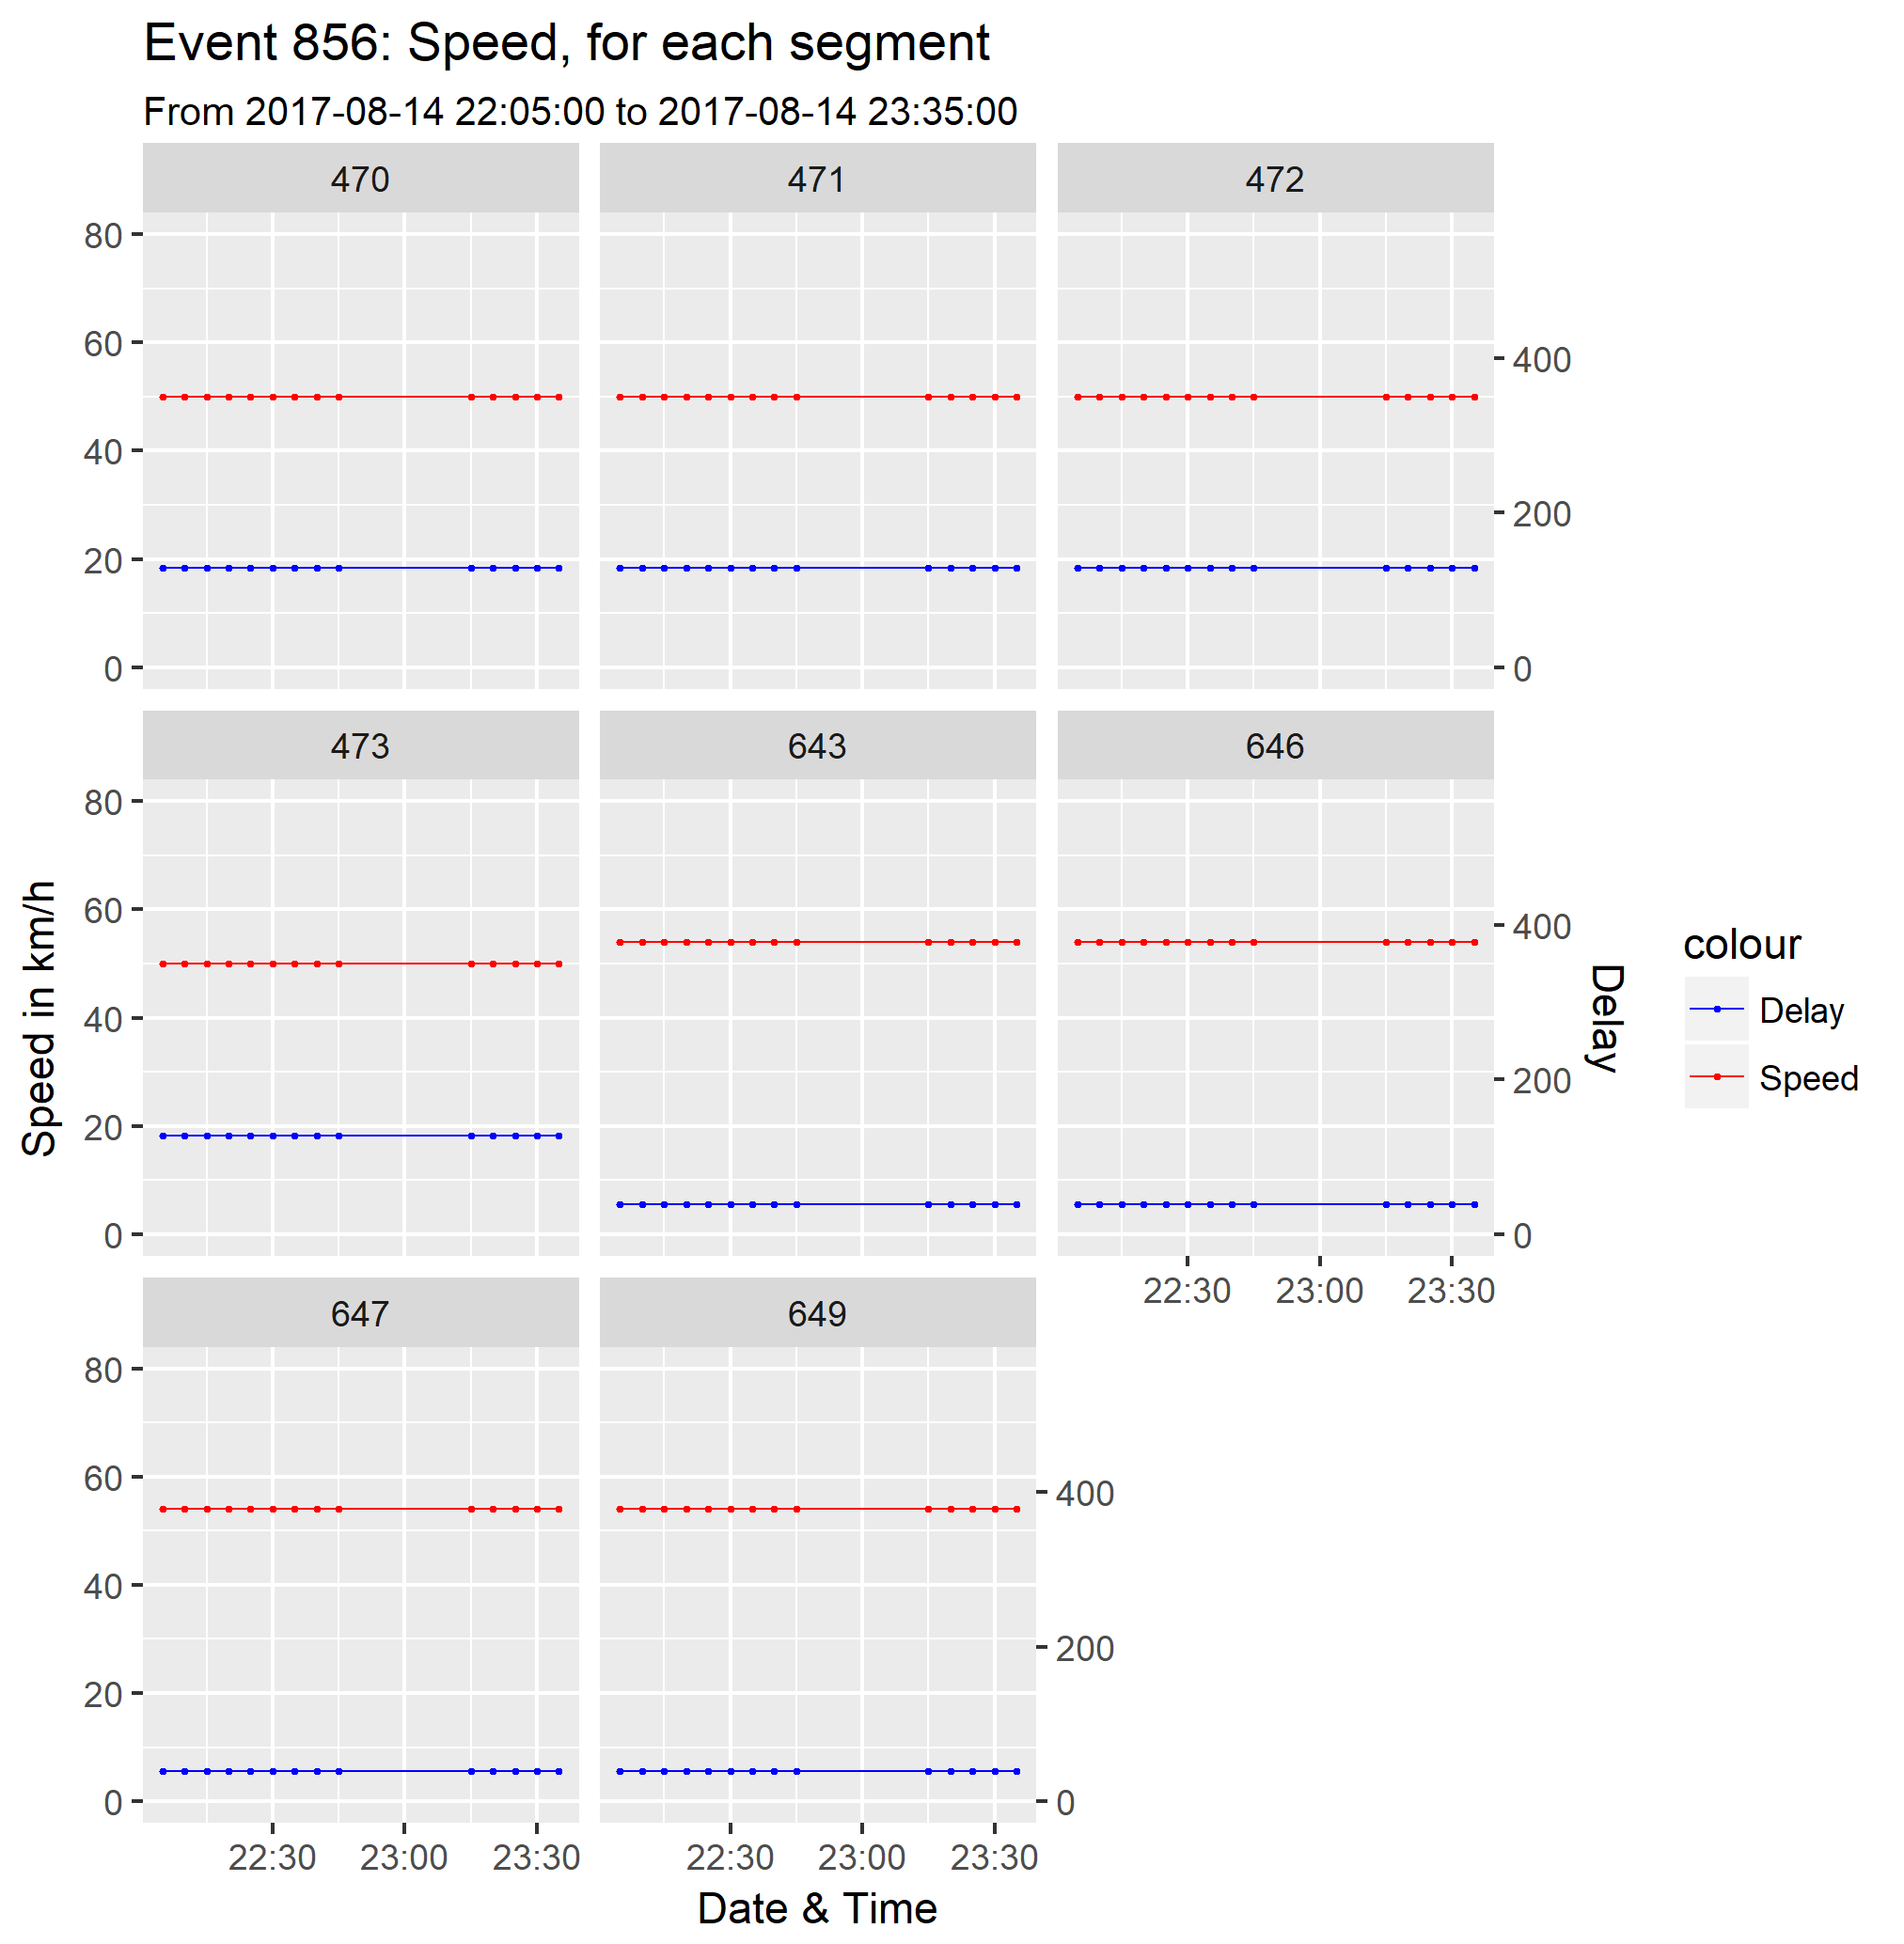 Event 856: Speed, for each segment
From 2017-08-14 22:05:00 to 2017-08-14 23:35:00
470 471 472
80
60
40
20
0
400
200
0
473 643 646
80
60
40
20
0
400
200
0
22:30 23:00 23:30
647 649
80
60
40
20
0
400
200
0
22:30 23:00 23:30 22:30 23:00 23:30
Date & Time
Speed in km/h
Delay
colour
Delay
Speed